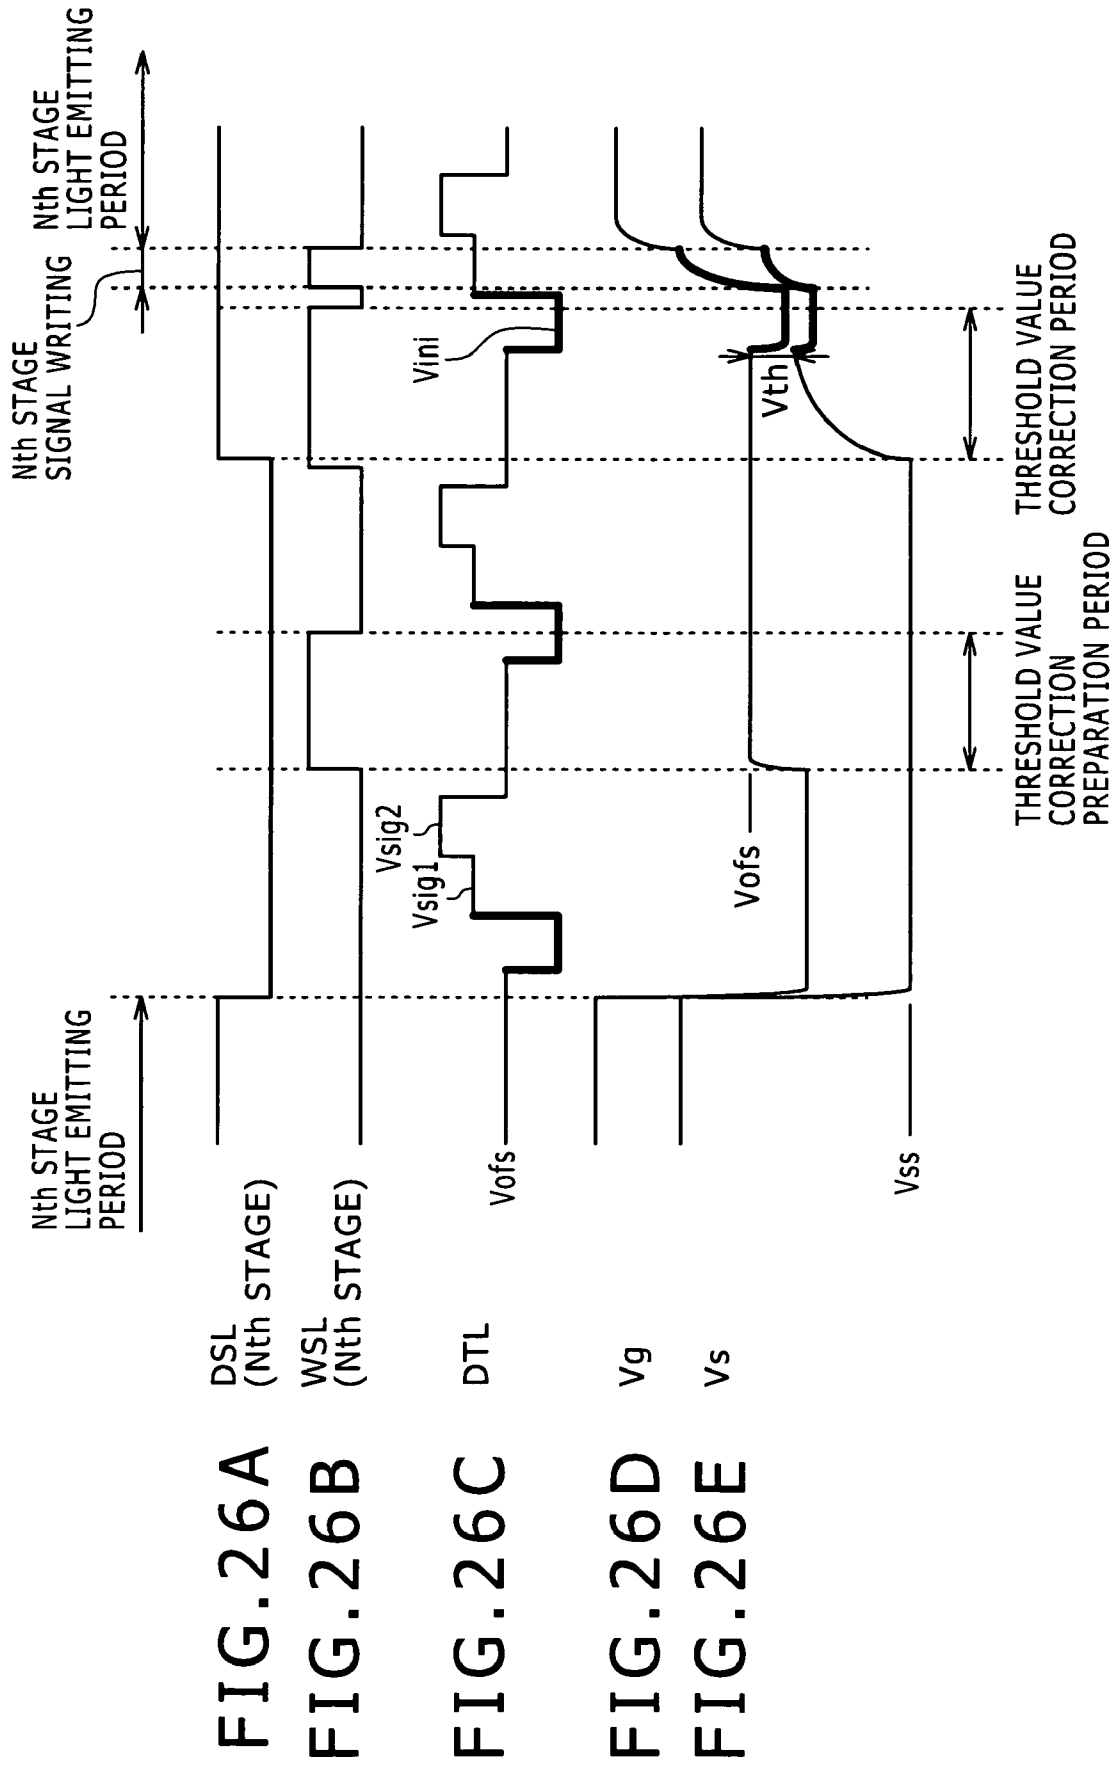 Nth STAGE
LIGHT EMITTING
PERIOD
Nth STAGE
SIGNAL WRITING
Nth STAGE
LIGHT EMITTING
PERIOD
FIG.26A
DSL
(Nth STAGE)
FIG.26B
WSL
(Nth STAGE)
FIG.26C
DTL
Vofs
Vsig1
Vsig2
Vini
FIG.26D
Vg
FIG.26E
Vs
Vofs
Vth
Vss
THRESHOLD VALUE
CORRECTION
PREPARATION PERIOD
THRESHOLD VALUE
CORRECTION PERIOD